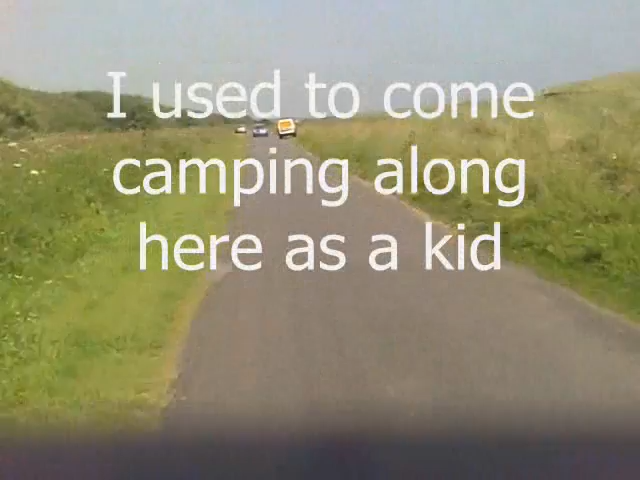 I used to come
camping along
here as a kid